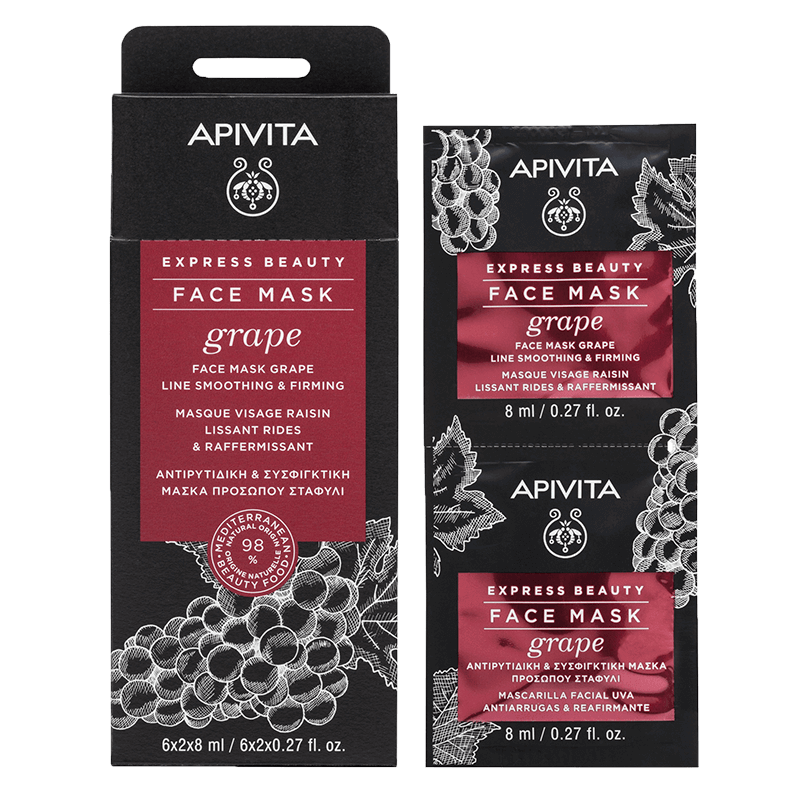 APIVITA
EXPRESS BEAUTY
FACE MASK
grape
FACE MASK GRAPE
LINE SMOOTHING & FIRMING
MASQUE VISAGE RAISIN
LISSANT RIDES
& RAFFERMISSANT
ΑΝΤΙΡΥΤΙΔΙΚΗ & ΣΥΣΦΙΓΚΤΙΚΗ
ΜΑΣΚΑ ΠΡΟΣΩΠΟΥ ΣΤΑΦΥΛΙ
MEDITERRANEAN
NATURAL ORIGIN
98
%
ORIGINE NATURELLE
BEAUTY FOOD
6x2x8 ml / 6x2x0.27 fl. oz.
APIVITA
EXPRESS BEAUTY
FACE MASK
grape
FACE MASK GRAPE
LINE SMOOTHING & FIRMING
MASQUE VISAGE RAISIN
LISSANT RIDES & RAFFERMISSANT
8 ml / 0.27 fl. oz.
APIVITA
EXPRESS BEAUTY
FACE MASK
grape
ΑΝΤΙΡΥΤΙΔΙΚΗ & ΣΥΣΦΙΓΚΤΙΚΗ ΜΑΣΚΑ
ΠΡΟΣΩΠΟΥ ΣΤΑΦΥΛΙ
MASCARILLA FACIAL UVA
ANTIARRUGAS & REAFIRMANTE
8 ml / 0.27 fl. oz.